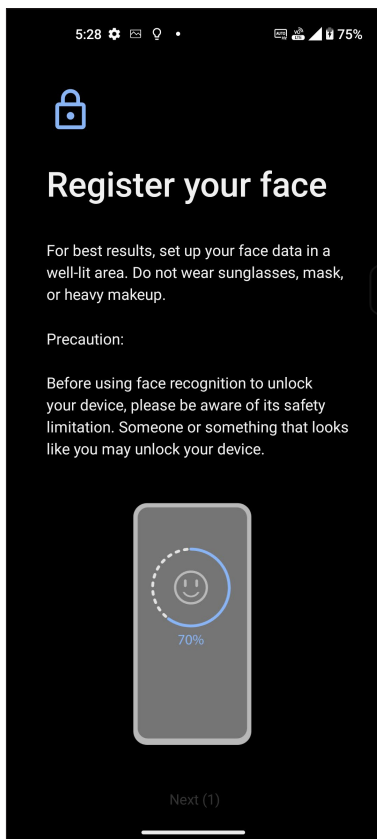 5:28 75%
Register your face
For best results, set up your face data in a
well-lit area. Do not wear sunglasses, mask,
or heavy makeup.
Precaution:
Before using face recognition to unlock
your device, please be aware of its safety
limitation. Someone or something that looks
like you may unlock your device.
70%
Next (1)